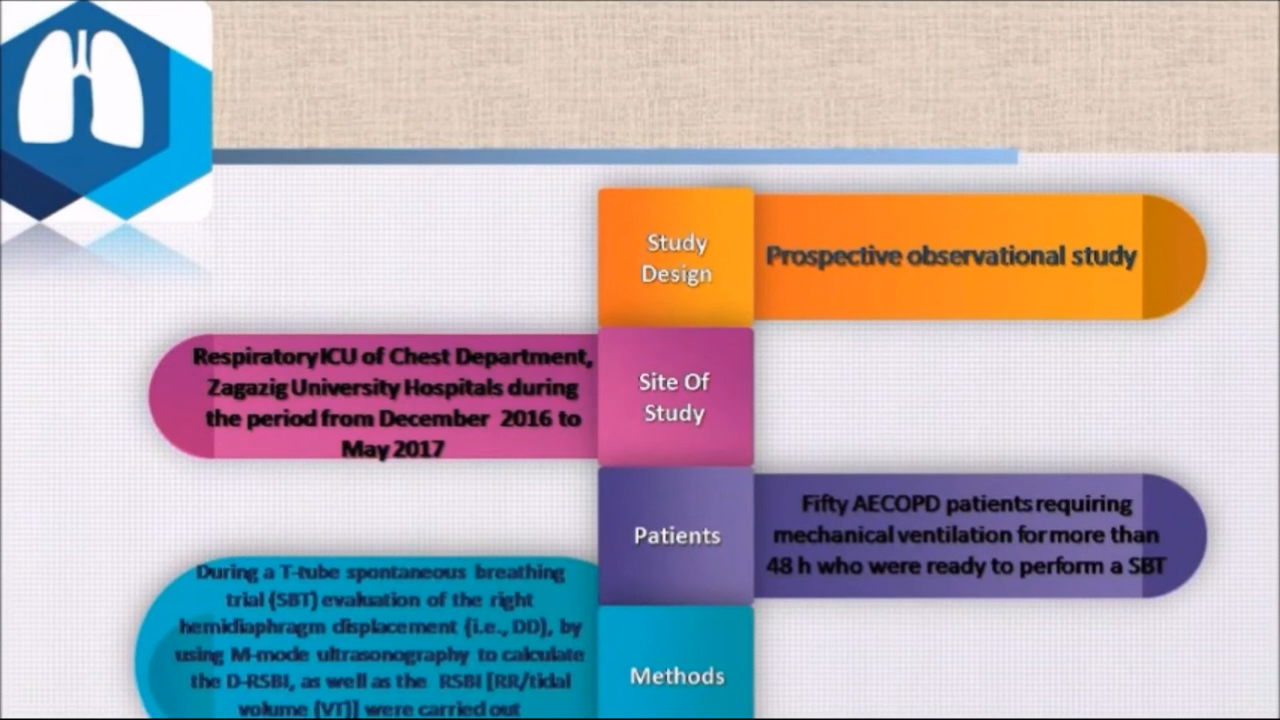 Study
Design
Prospective observational study
Respiratory ICU of Chest Department,
Zagazig University Hospitals during
the period from December 2016 to
May 2017
Site Of
Study
Patients
Fifty AECOPD patients requiring
mechanical ventilation for more than
48 h who were ready to perform a SBT
During a T-tube spontaneous breathing
trial (SBT) evaluation of the right
hemidiaphragm displacement (i.e., DD), by
using M-mode ultrasonography to calculate
the D-RSBI, as well as the RSBI [RR/tidal
volume (VT)] were carried out
Methods